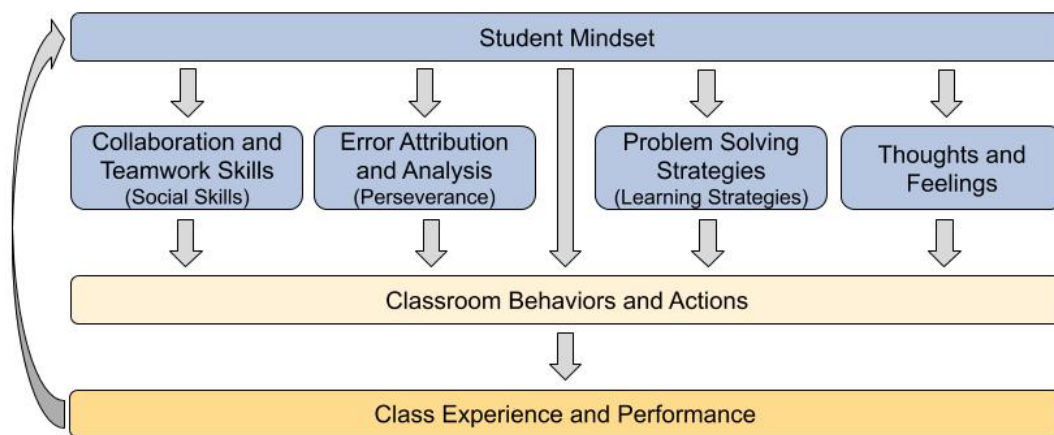 Student Mindset
Collaboration and
Teamwork Skills
(Social Skills)
Error Attribution
and Analysis
(Perseverance)
Problem Solving
Strategies
(Learning Strategies)
Thoughts and
Feelings
Classroom Behaviors and Actions
Class Experience and Performance